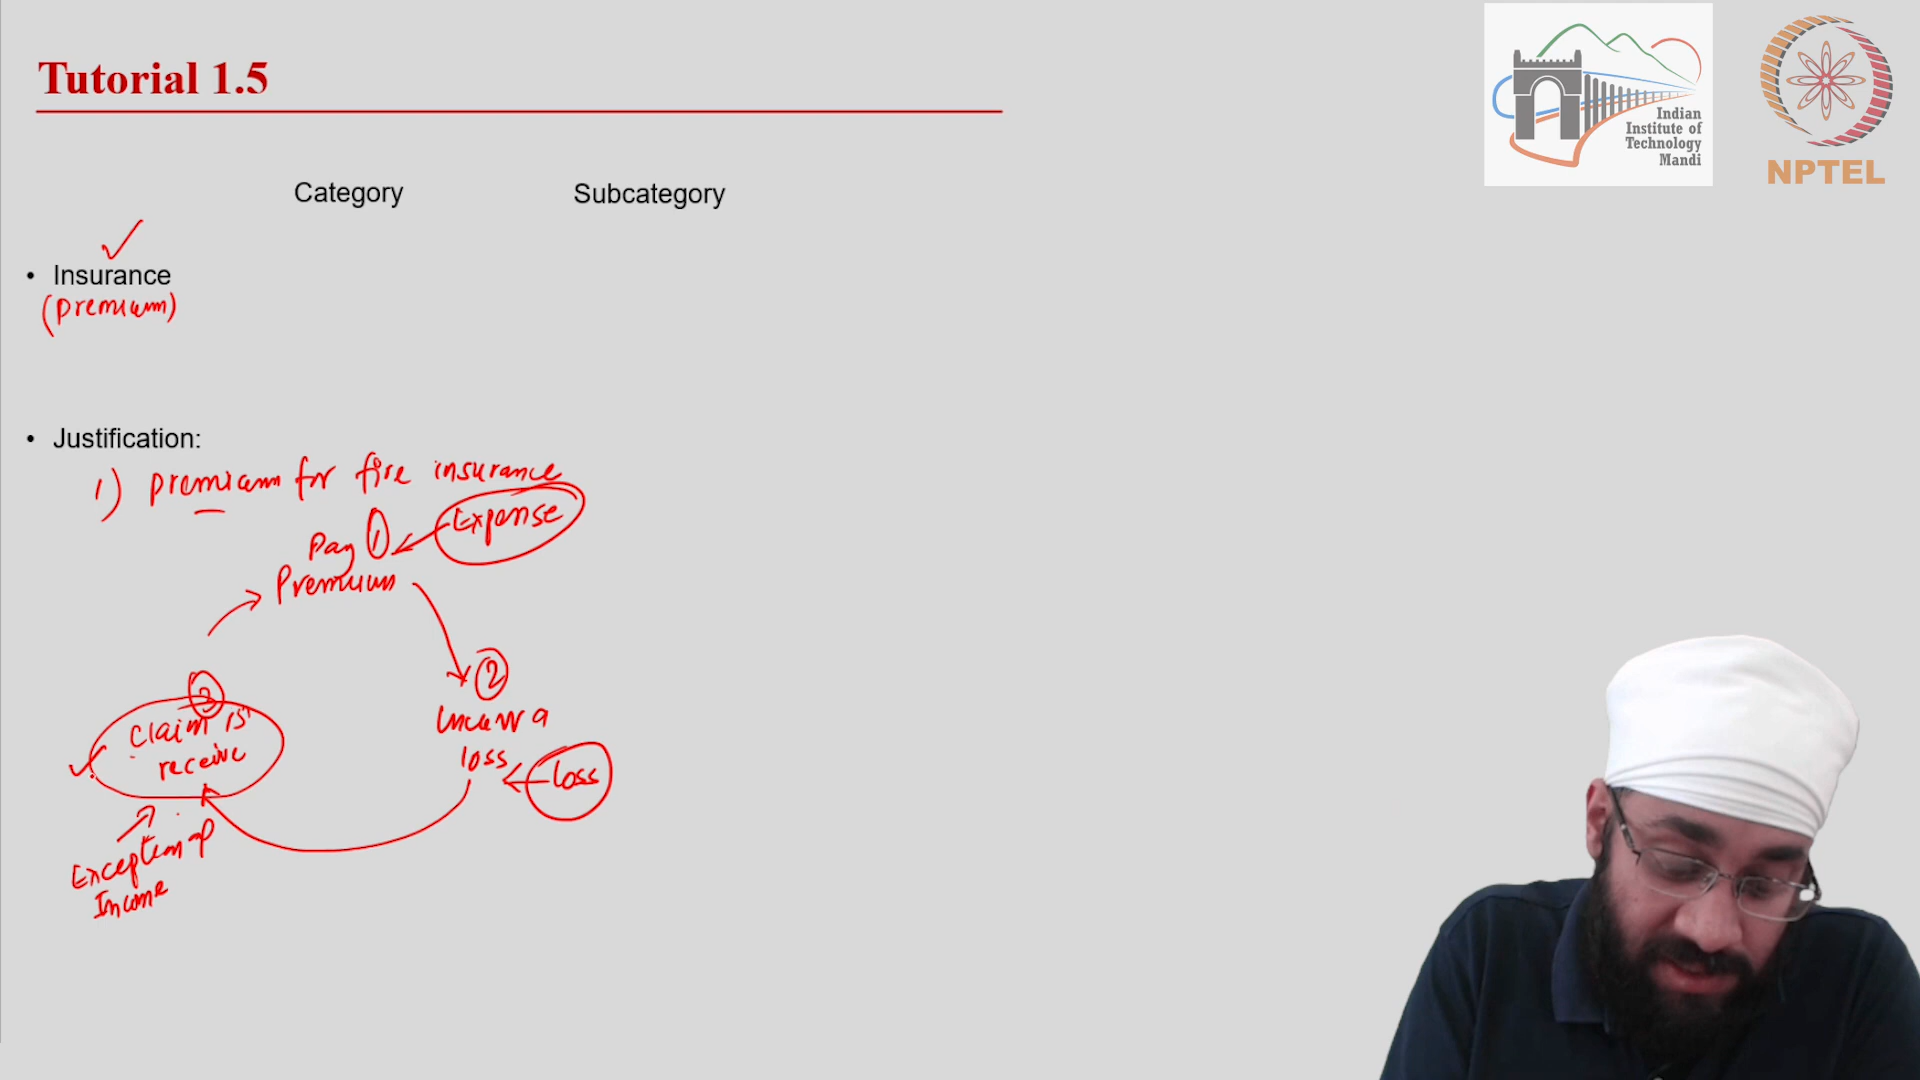 Tutorial 1.5
Indian
Institute of
Technology
Mandi
NPTEL
Category Subcategory
• Insurance
(premium)
• Justification:
1) premium for fire insurance
Expense
Pay 1
Premium
2
Incurr a
loss
loss
3
Claim is
receive
Exception of
Income